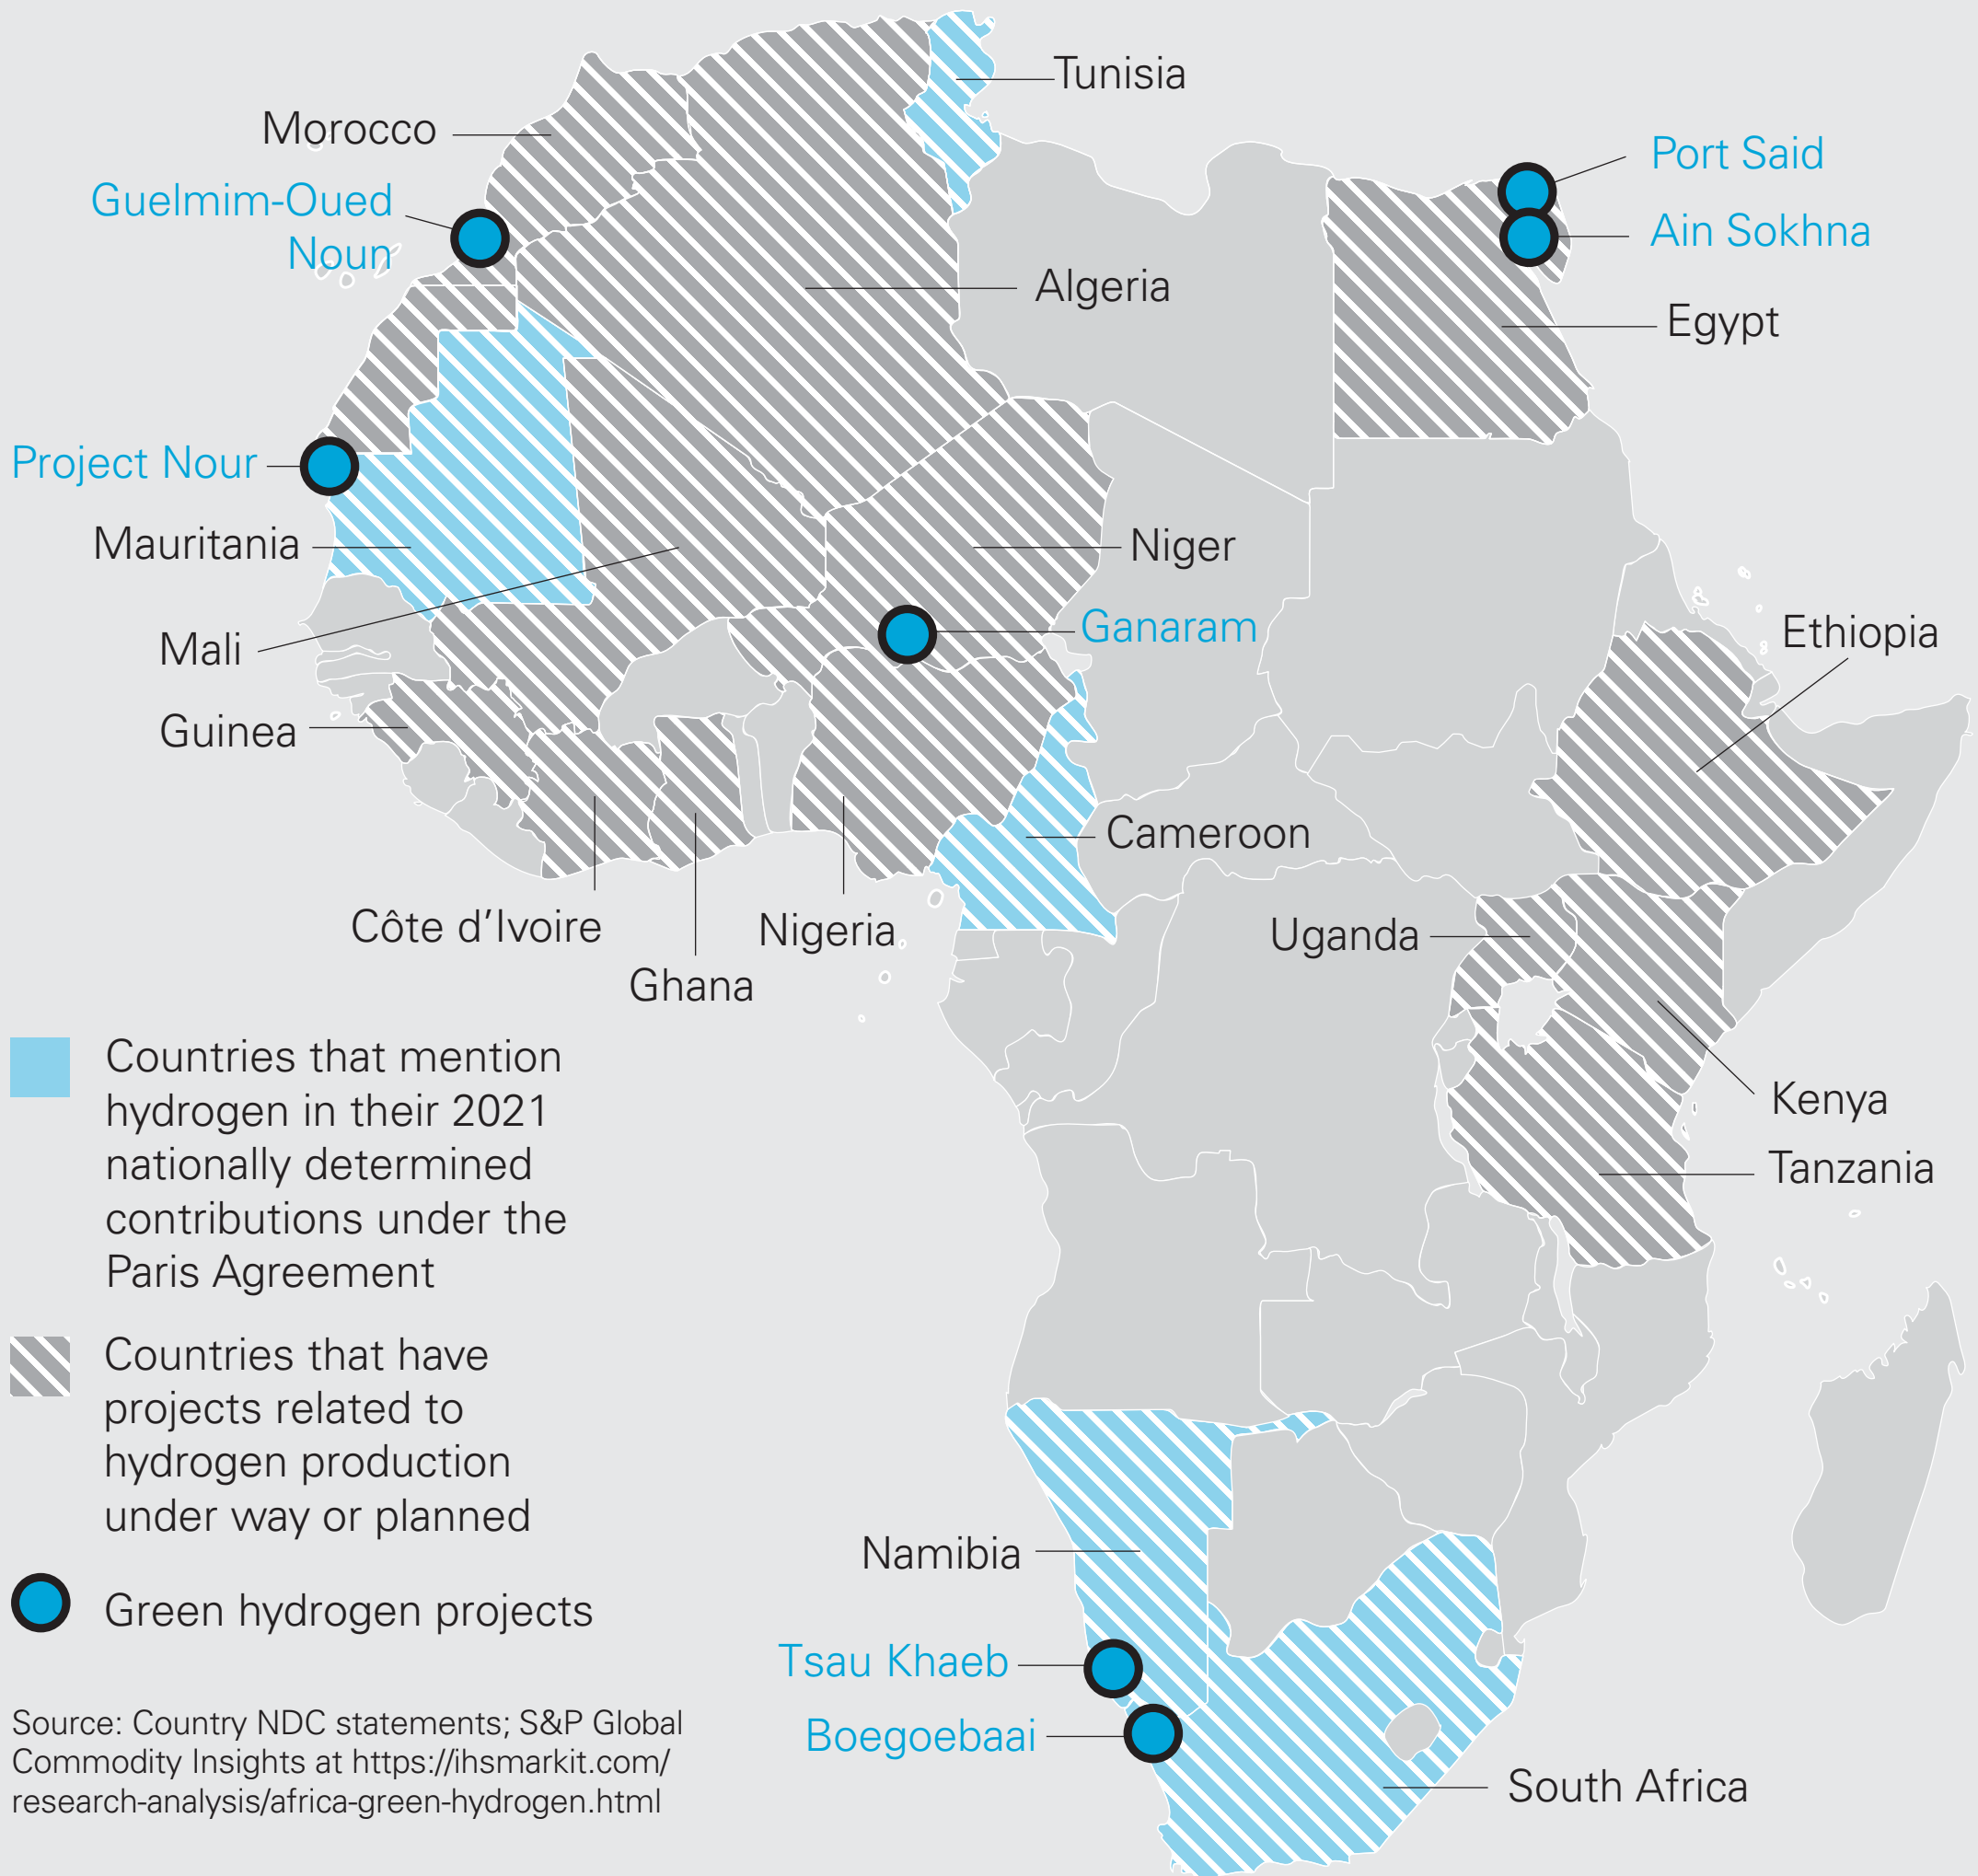 Tunisia
Morocco
Port Said
Guelmim-Oued
Noun
Ain Sokhna
Algeria
Egypt
Project Nour
Mauritania
Niger
Ganaram
Ethiopia
Mali
Guinea
Cameroon
Côte d’Ivoire
Nigeria
Uganda
Ghana
Kenya
Tanzania
Countries that mention
hydrogen in their 2021
nationally determined
contributions under the
Paris Agreement
Countries that have
projects related to
hydrogen production
under way or planned
Green hydrogen projects
Namibia
Tsau Khaeb
Boegoebaai
South Africa
Source: Country NDC statements; S&P Global
Commodity Insights at https://ihsmarkit.com/
research-analysis/africa-green-hydrogen.html